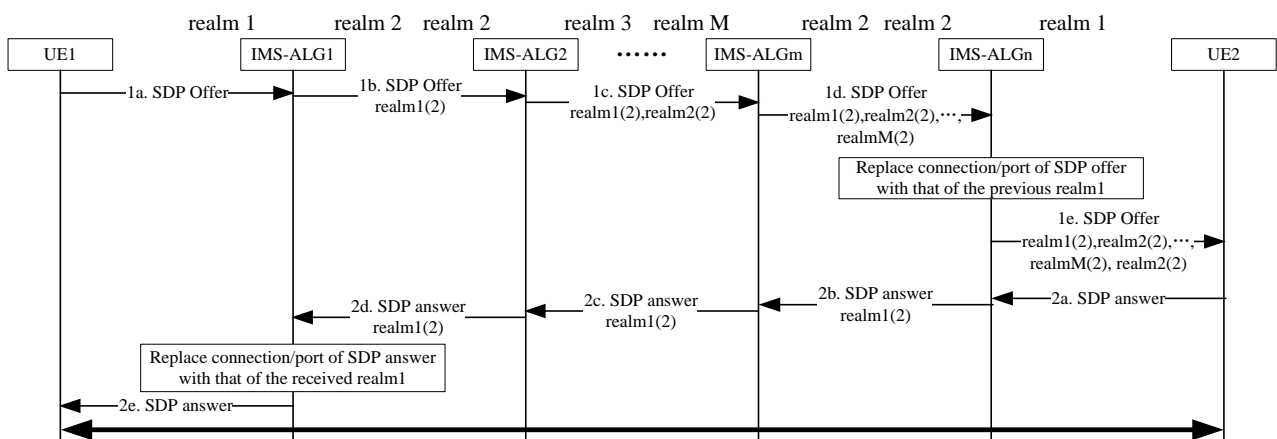 realm 1 realm 2 realm 2 realm 3 realm M realm 2 realm 2 realm 1
UE1 IMS-ALG1 IMS-ALG2 ······ IMS-ALGm IMS-ALGn UE2
1a. SDP Offer
1b. SDP Offer
realm1(2)
1c. SDP Offer
realm1(2),realm2(2)
1d. SDP Offer
realm1(2),realm2(2),···,
realmM(2)
Replace connection/port of SDP offer
with that of the previous realm1
1e. SDP Offer
realm1(2),realm2(2),···,
realmM(2), realm2(2)
2a. SDP answer
2b. SDP answer
realm1(2)
2c. SDP answer
realm1(2)
2d. SDP answer
realm1(2)
Replace connection/port of SDP answer
with that of the received realm1
2e. SDP answer